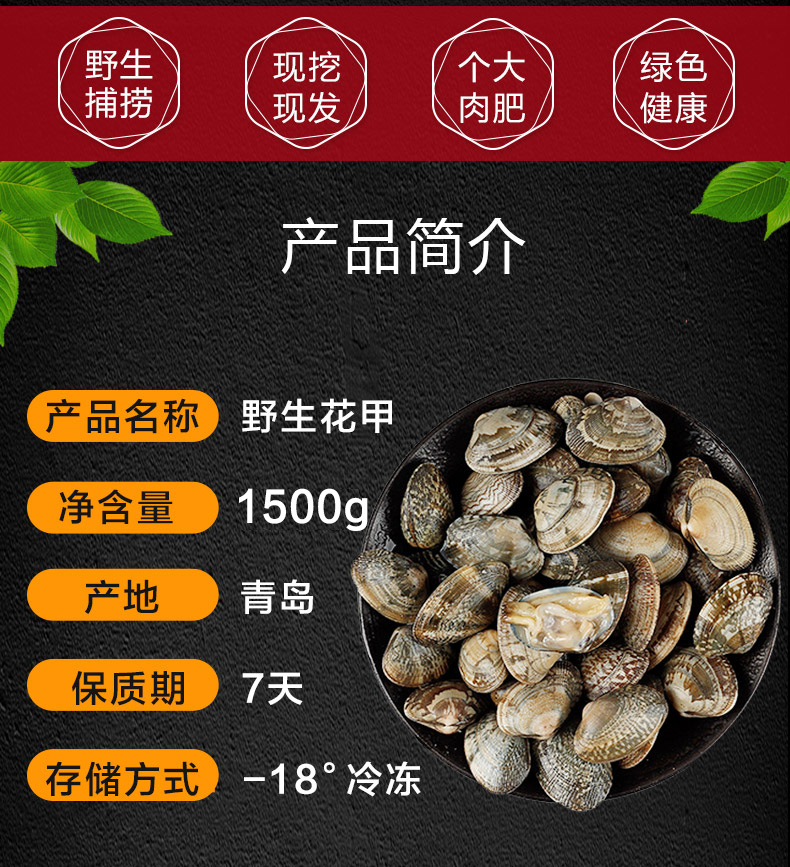 野生
捕捞
现挖
现发
个大
肉肥
绿色
健康
产品简介
产品名称 野生花甲
净含量 1500g
产地 青岛
保质期 7天
存储方式 -18°冷冻